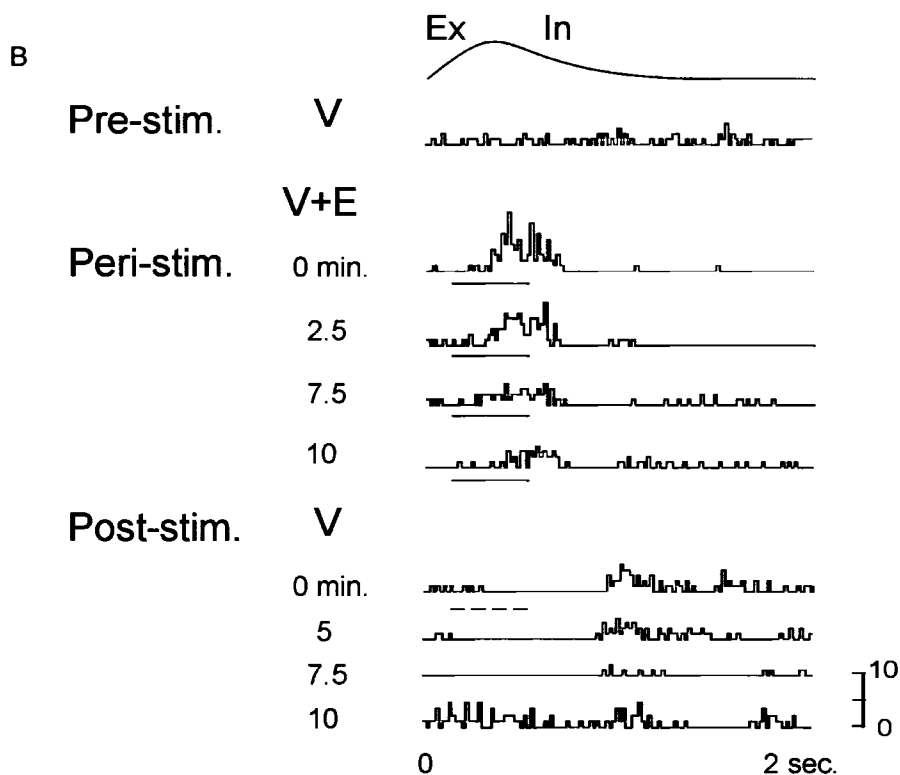 B
Ex In
Pre-stim. V
V+E
Peri-stim. 0 min.
2.5
7.5
10
Post-stim. V
0 min.
5
7.5
10
10
0
0 2 sec.